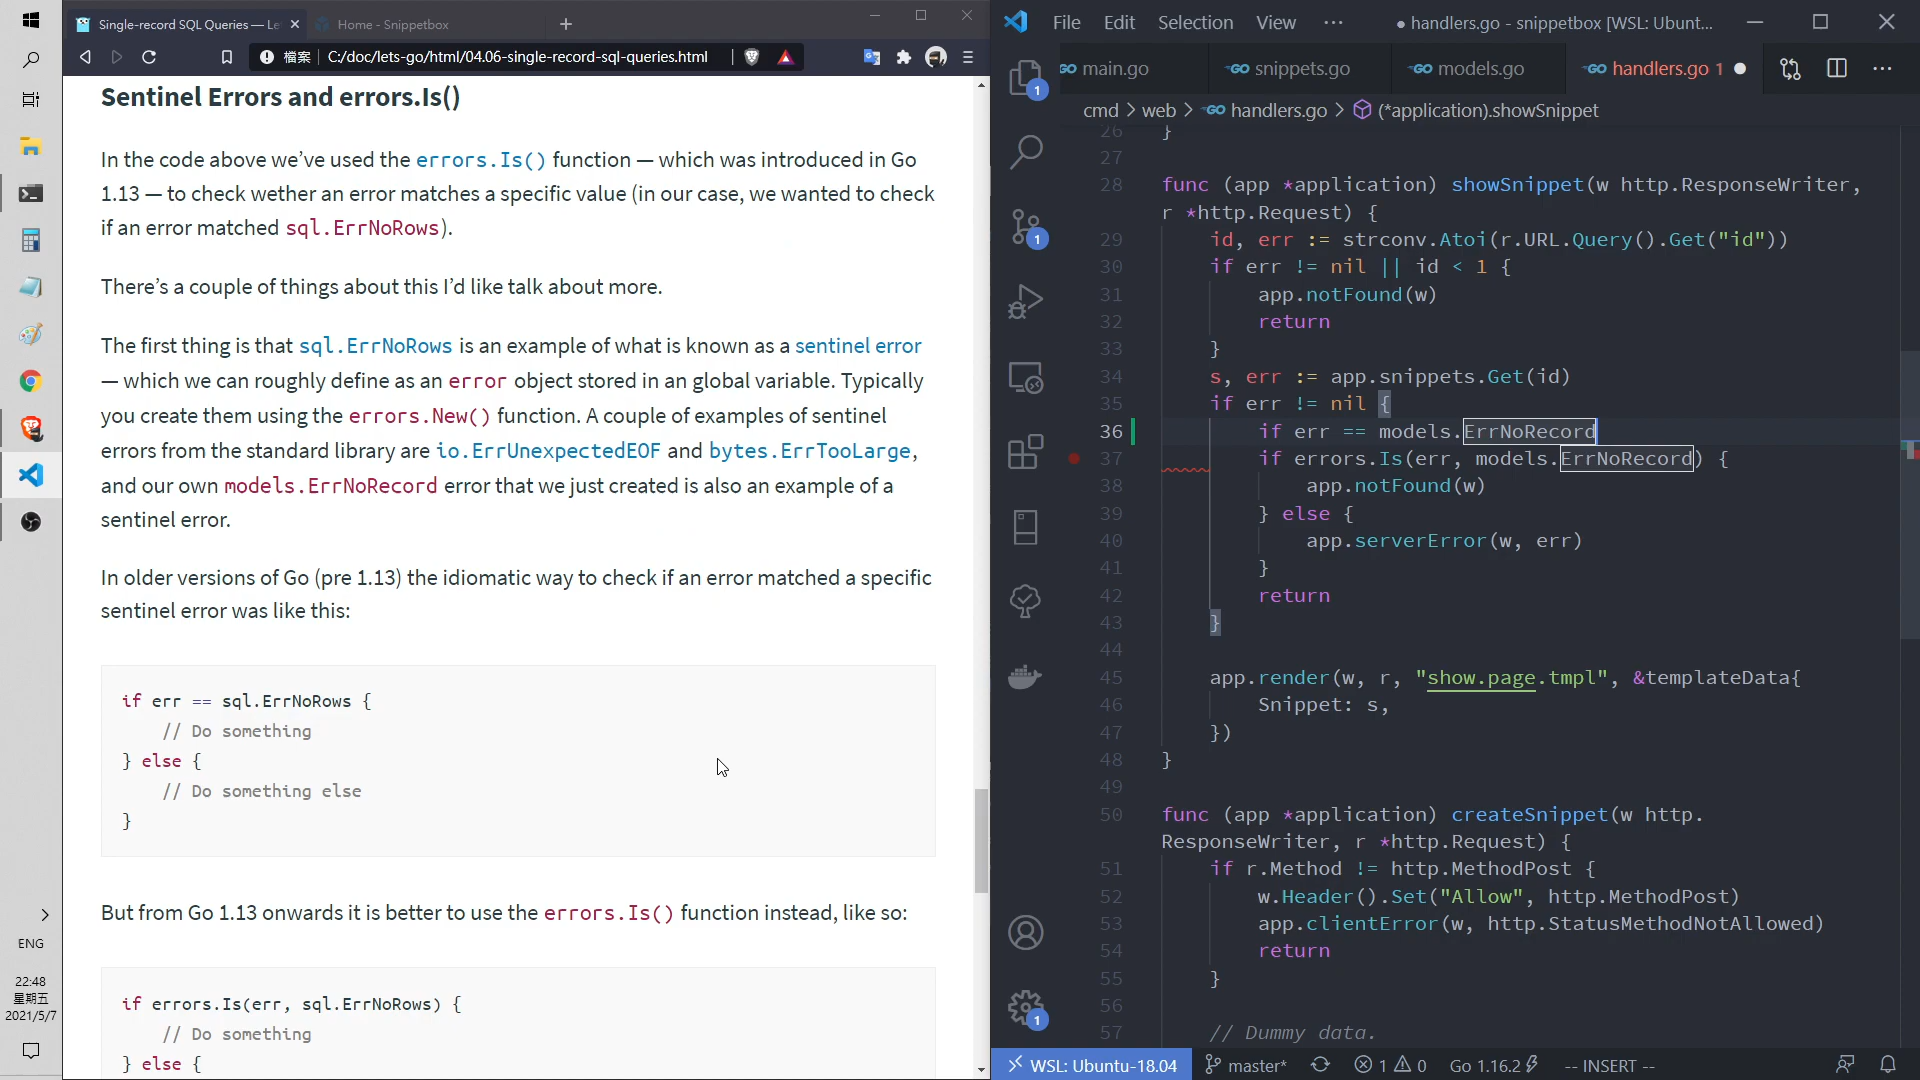 Single-record SQL Queries — Le
Home - Snippetbox
檔案
C:/doc/lets-go/html/04.06-single-record-sql-queries.html
Sentinel Errors and errors.Is()
In the code above we’ve used the errors.Is() function — which was introduced in Go
1.13 — to check wether an error matches a specific value (in our case, we wanted to check
if an error matched sql.ErrNoRows).
There’s a couple of things about this I’d like talk about more.
The first thing is that sql.ErrNoRows is an example of what is known as a sentinel error
— which we can roughly define as an error object stored in an global variable. Typically
you create them using the errors.New() function. A couple of examples of sentinel
errors from the standard library are io.ErrUnexpectedEOF and bytes.ErrTooLarge,
and our own models.ErrNoRecord error that we just created is also an example of a
sentinel error.
In older versions of Go (pre 1.13) the idiomatic way to check if an error matched a specific
sentinel error was like this:
if err == sql.ErrNoRows {
// Do something
} else {
// Do something else
}
But from Go 1.13 onwards it is better to use the errors.Is() function instead, like so:
if errors.Is(err, sql.ErrNoRows) {
// Do something
} else {
ENG
22:48
星期五
2021/5/7
File Edit Selection View ···
● handlers.go - snippetbox [WSL: Ubunt...
GO main.go
GO snippets.go
GO models.go
GO handlers.go 1 ●
cmd > web > GO handlers.go > (*application).showSnippet
1
1
1
26 }
27
28 func (app *application) showSnippet(w http.ResponseWriter,
r *http.Request) {
29 id, err := strconv.Atoi(r.URL.Query().Get("id"))
30 if err != nil || id < 1 {
31 app.notFound(w)
32 return
33 }
34 s, err := app.snippets.Get(id)
35 if err != nil {
36 if err == models.ErrNoRecord
37 if errors.Is(err, models.ErrNoRecord) {
38 app.notFound(w)
39 } else {
40 app.serverError(w, err)
41 }
42 return
43 }
44
45 app.render(w, r, "show.page.tmpl", &templateData{
46 Snippet: s,
47 })
48 }
49
50 func (app *application) createSnippet(w http.
ResponseWriter, r *http.Request) {
51 if r.Method != http.MethodPost {
52 w.Header().Set("Allow", http.MethodPost)
53 app.clientError(w, http.StatusMethodNotAllowed)
54 return
55 }
56
57 // Dummy data.
WSL: Ubuntu-18.04 master* 1 0 Go 1.16.2 -- INSERT --